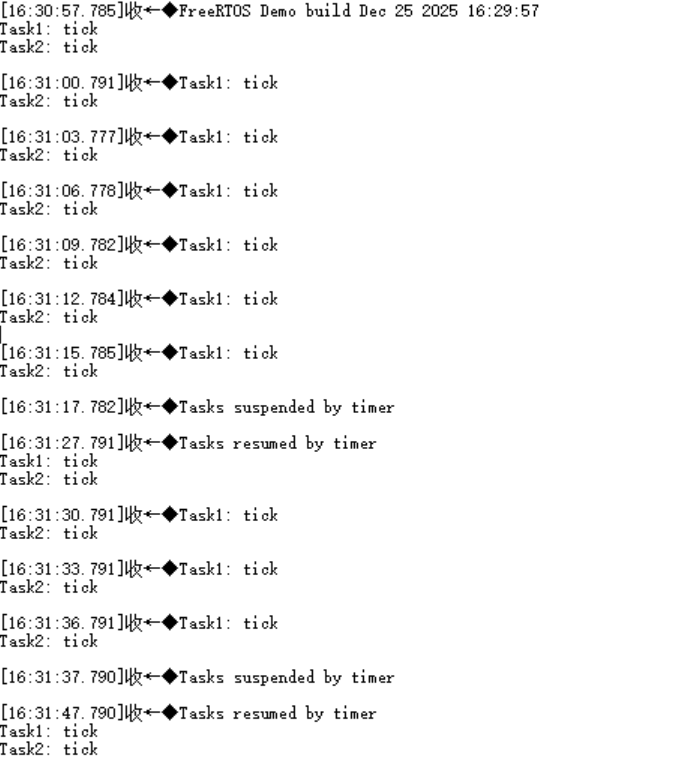 [16:30:57.785]收←◆FreeRTOS Demo build Dec 25 2025 16:29:57
Task1: tick
Task2: tick
[16:31:00.791]收←◆Task1: tick
Task2: tick
[16:31:03.777]收←◆Task1: tick
Task2: tick
[16:31:06.778]收←◆Task1: tick
Task2: tick
[16:31:09.782]收←◆Task1: tick
Task2: tick
[16:31:12.784]收←◆Task1: tick
Task2: tick
[16:31:15.785]收←◆Task1: tick
Task2: tick
[16:31:17.782]收←◆Tasks suspended by timer
[16:31:27.791]收←◆Tasks resumed by timer
Task1: tick
Task2: tick
[16:31:30.791]收←◆Task1: tick
Task2: tick
[16:31:33.791]收←◆Task1: tick
Task2: tick
[16:31:36.791]收←◆Task1: tick
Task2: tick
[16:31:37.790]收←◆Tasks suspended by timer
[16:31:47.790]收←◆Tasks resumed by timer
Task1: tick
Task2: tick